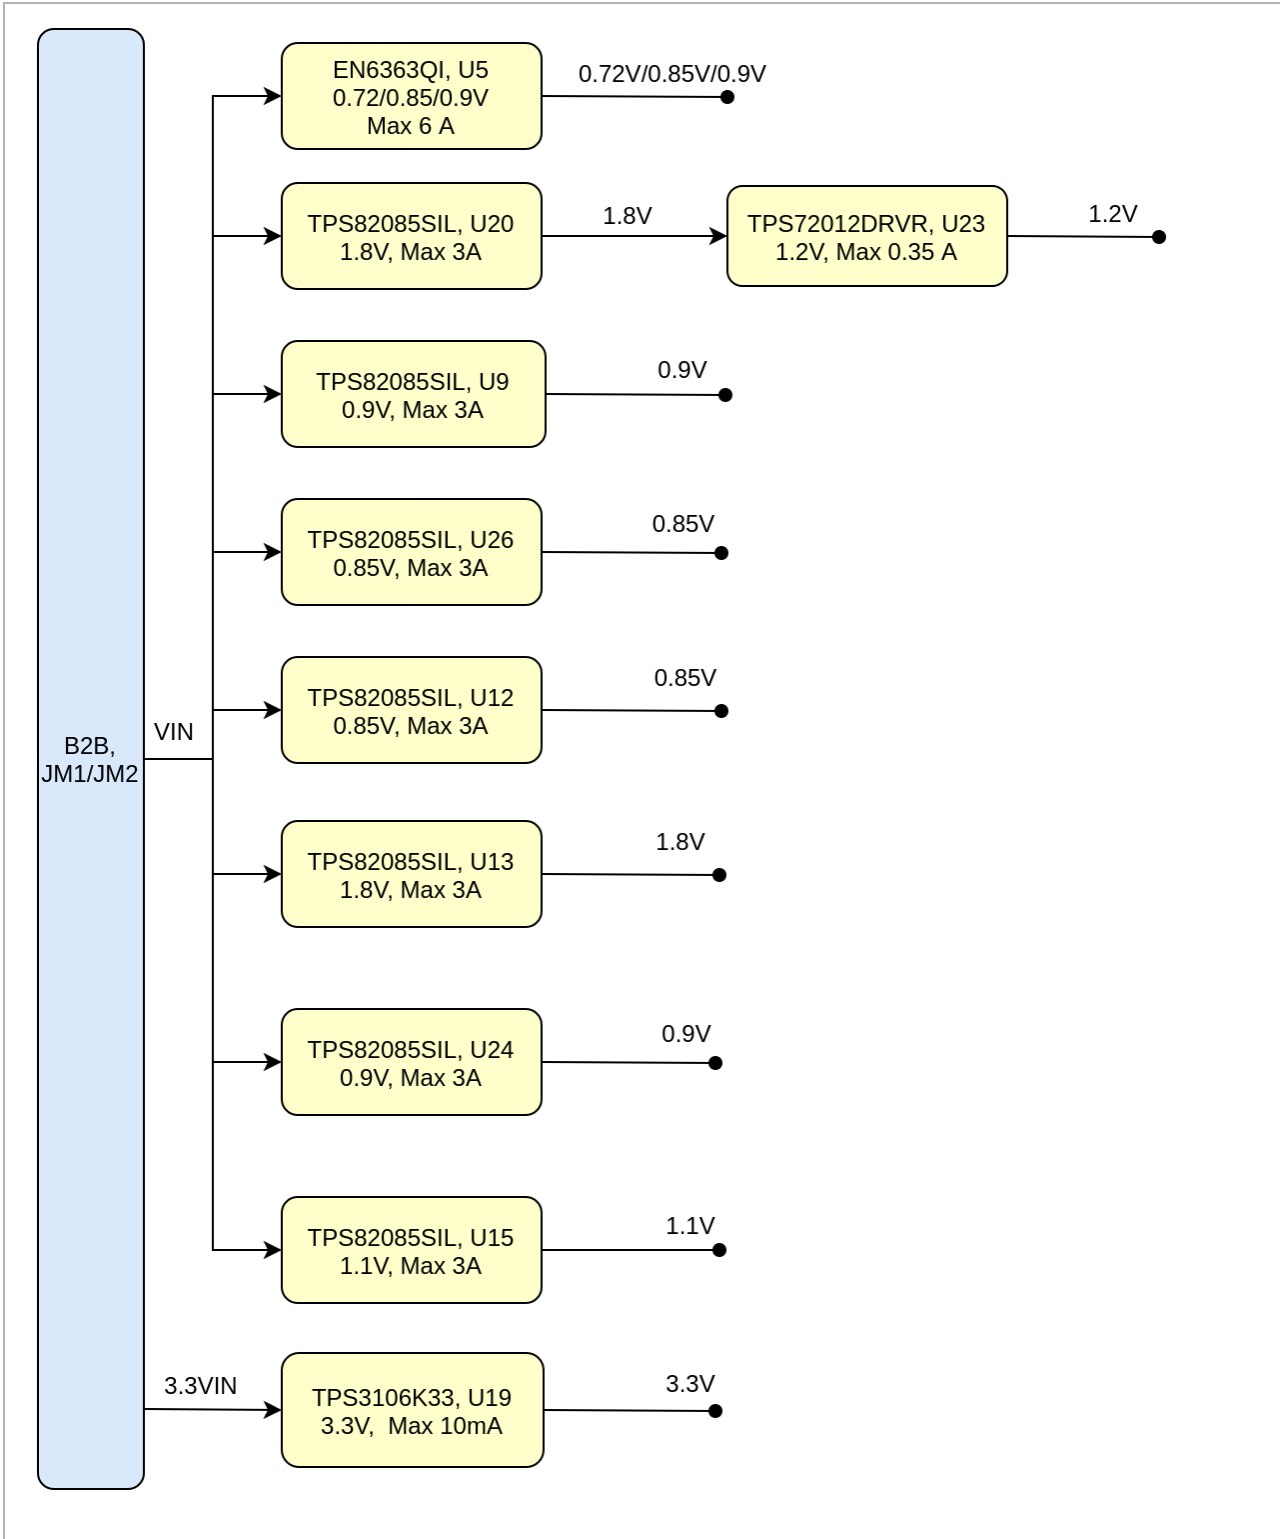 EN6363QI, U5
0.72/0.85/0.9V
Max 6 A
0.72V/0.85V/0.9V
TPS82085SIL, U20
1.8V, Max 3A
1.8V
TPS72012DRVR, U23
1.2V, Max 0.35 A
1.2V
TPS82085SIL, U9
0.9V, Max 3A
0.9V
TPS82085SIL, U26
0.85V, Max 3A
0.85V
TPS82085SIL, U12
0.85V, Max 3A
0.85V
B2B,
JM1/JM2
VIN
TPS82085SIL, U13
1.8V, Max 3A
1.8V
TPS82085SIL, U24
0.9V, Max 3A
0.9V
TPS82085SIL, U15
1.1V, Max 3A
1.1V
3.3VIN
TPS3106K33, U19
3.3V,  Max 10mA
3.3V